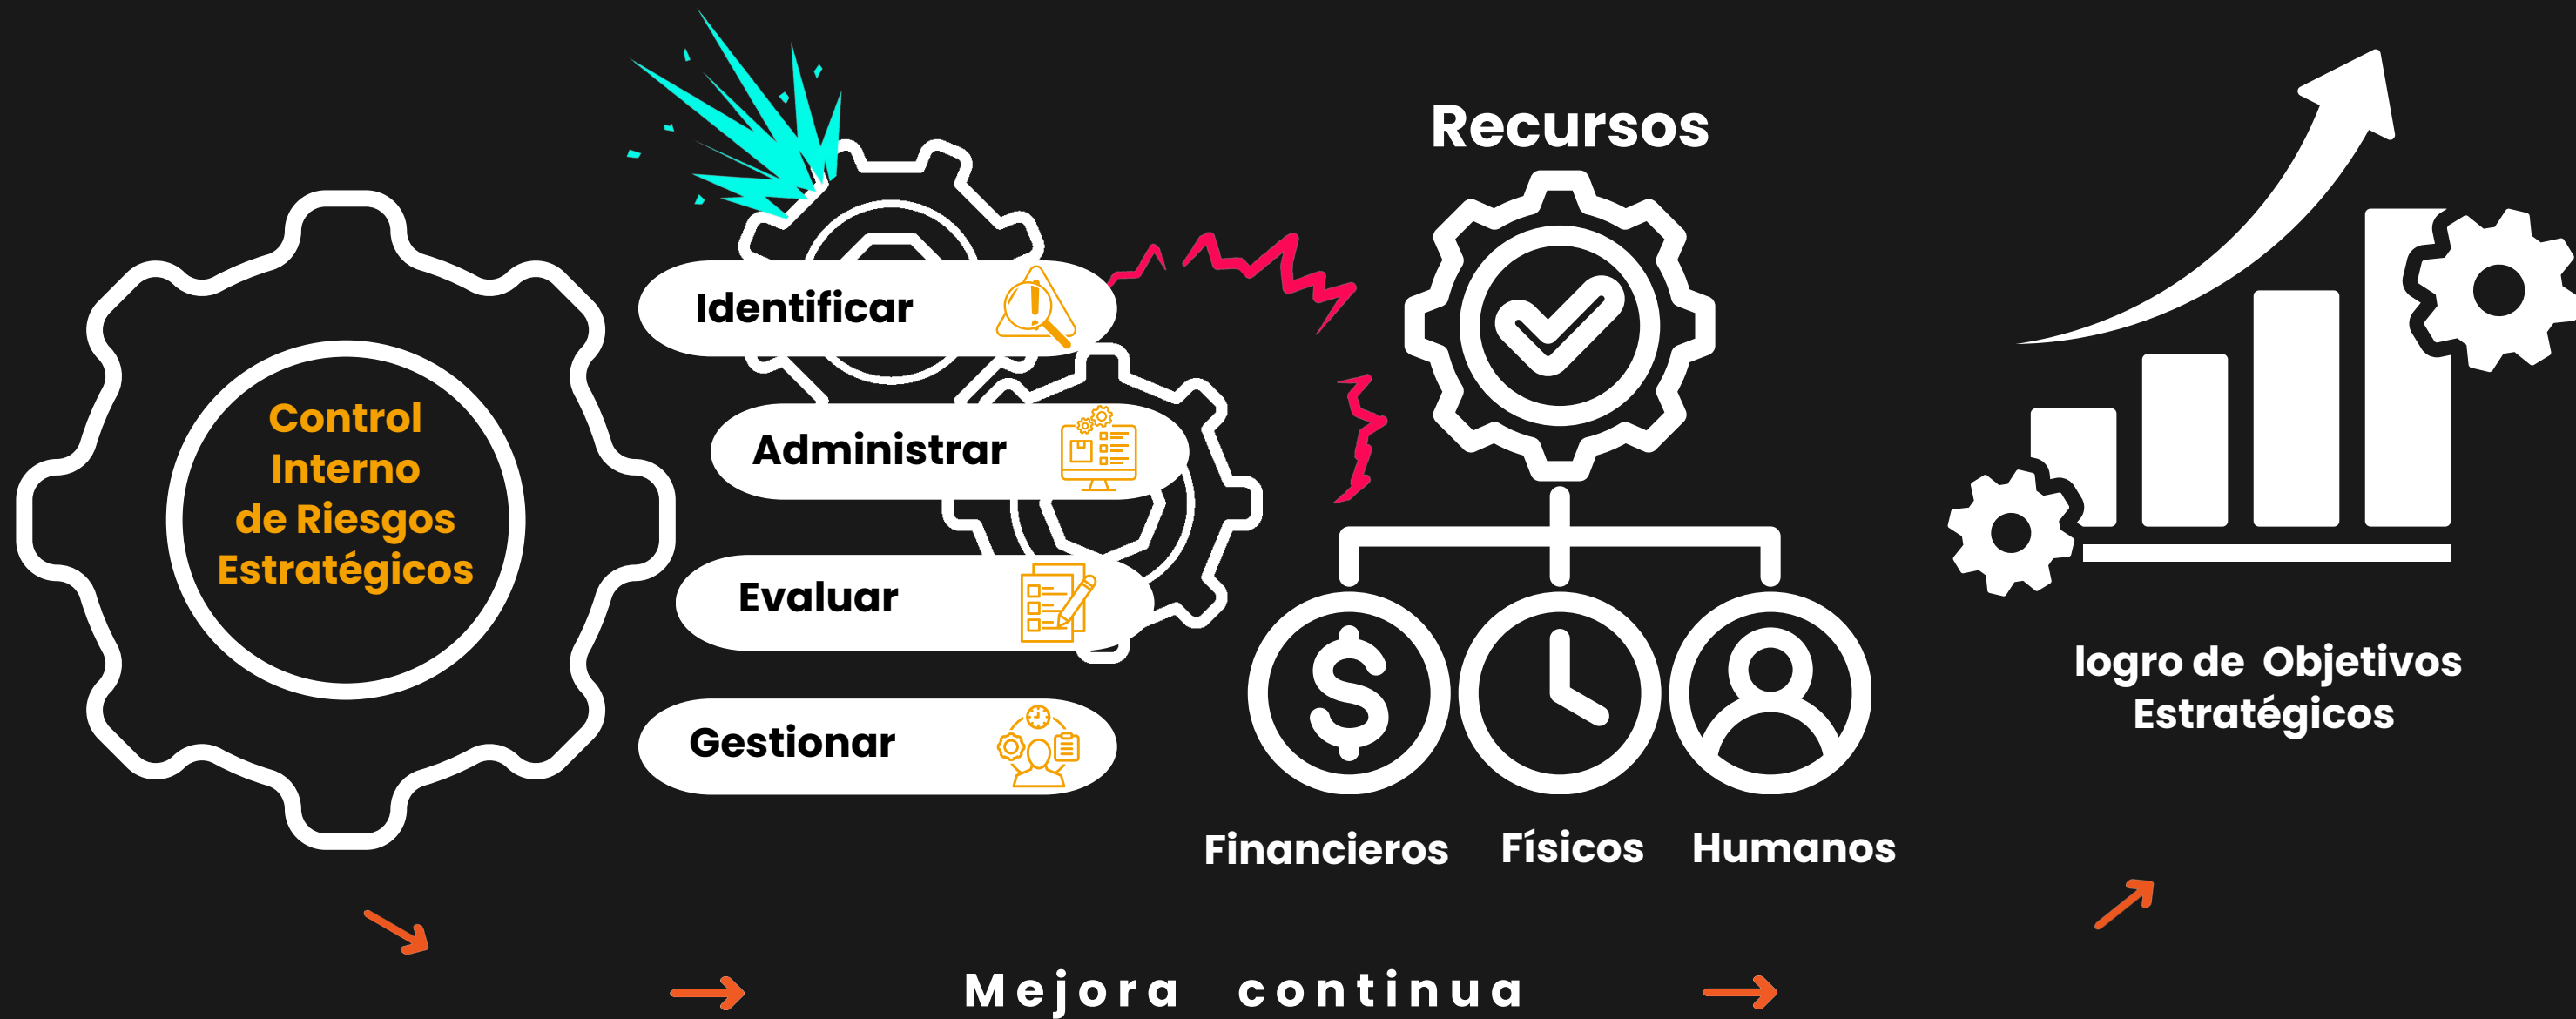 Control
Interno
de Riesgos
Estratégicos
Identificar
Administrar
Evaluar
Gestionar
Recursos
Financieros
Físicos
Humanos
logro de Objetivos
Estratégicos
Mejora continua